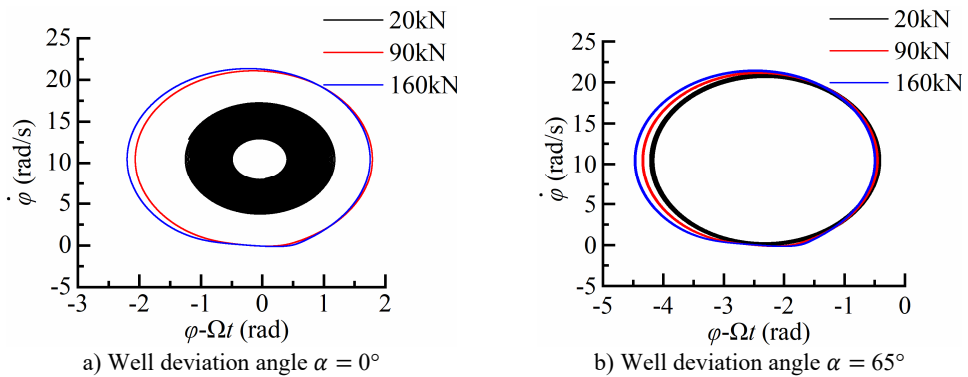 20kN
90kN
160kN
25
20
15
10
5
0
-5
φ̇ (rad/s)
-3 -2 -1 0 1 2
φ-Ωt (rad)
a) Well deviation angle α = 0°
20kN
90kN
160kN
25
20
15
10
5
0
-5
φ̇ (rad/s)
-5 -4 -3 -2 -1 0
φ-Ωt (rad)
b) Well deviation angle α = 65°